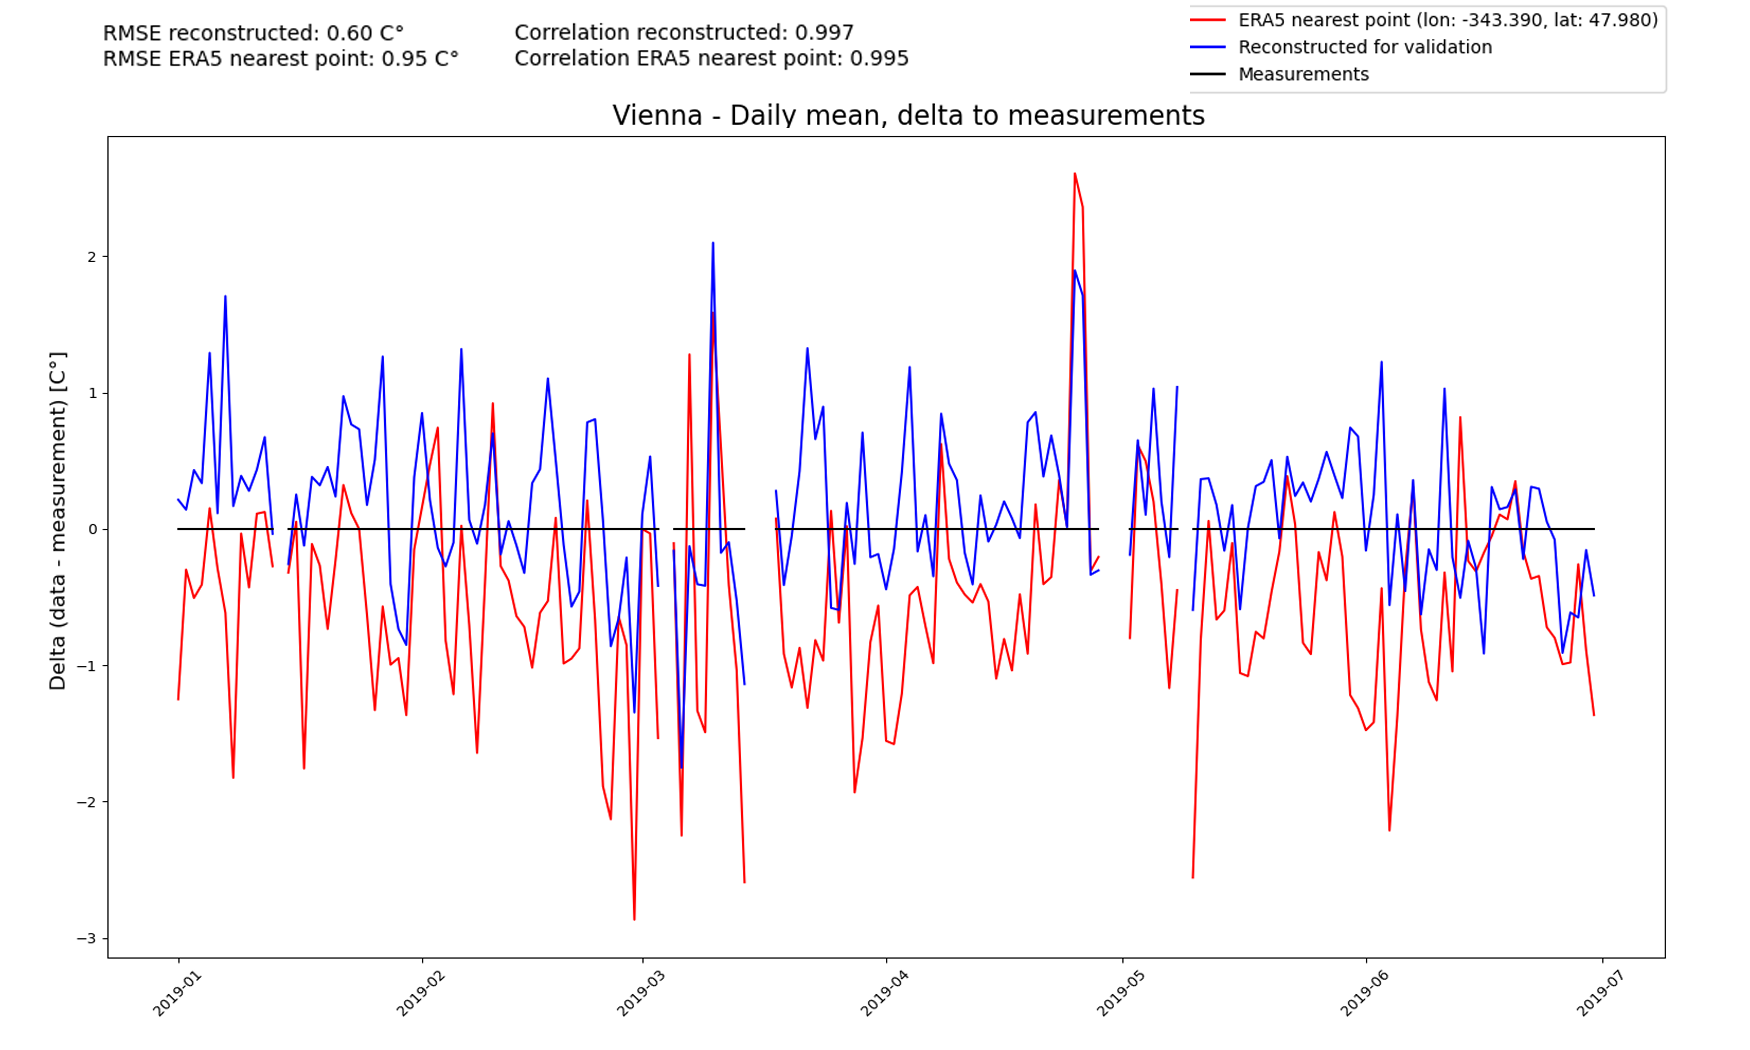 RMSE reconstructed: 0.60 C°
RMSE ERA5 nearest point: 0.95 C°
Correlation reconstructed: 0.997
Correlation ERA5 nearest point: 0.995
ERA5 nearest point (lon: -343.390, lat: 47.980)
Reconstructed for validation
Measurements
Vienna - Daily mean, delta to measurements
Delta (data - measurement) [C°]
2
1
0
−1
−2
−3
2019-01
2019-02
2019-03
2019-04
2019-05
2019-06
2019-07